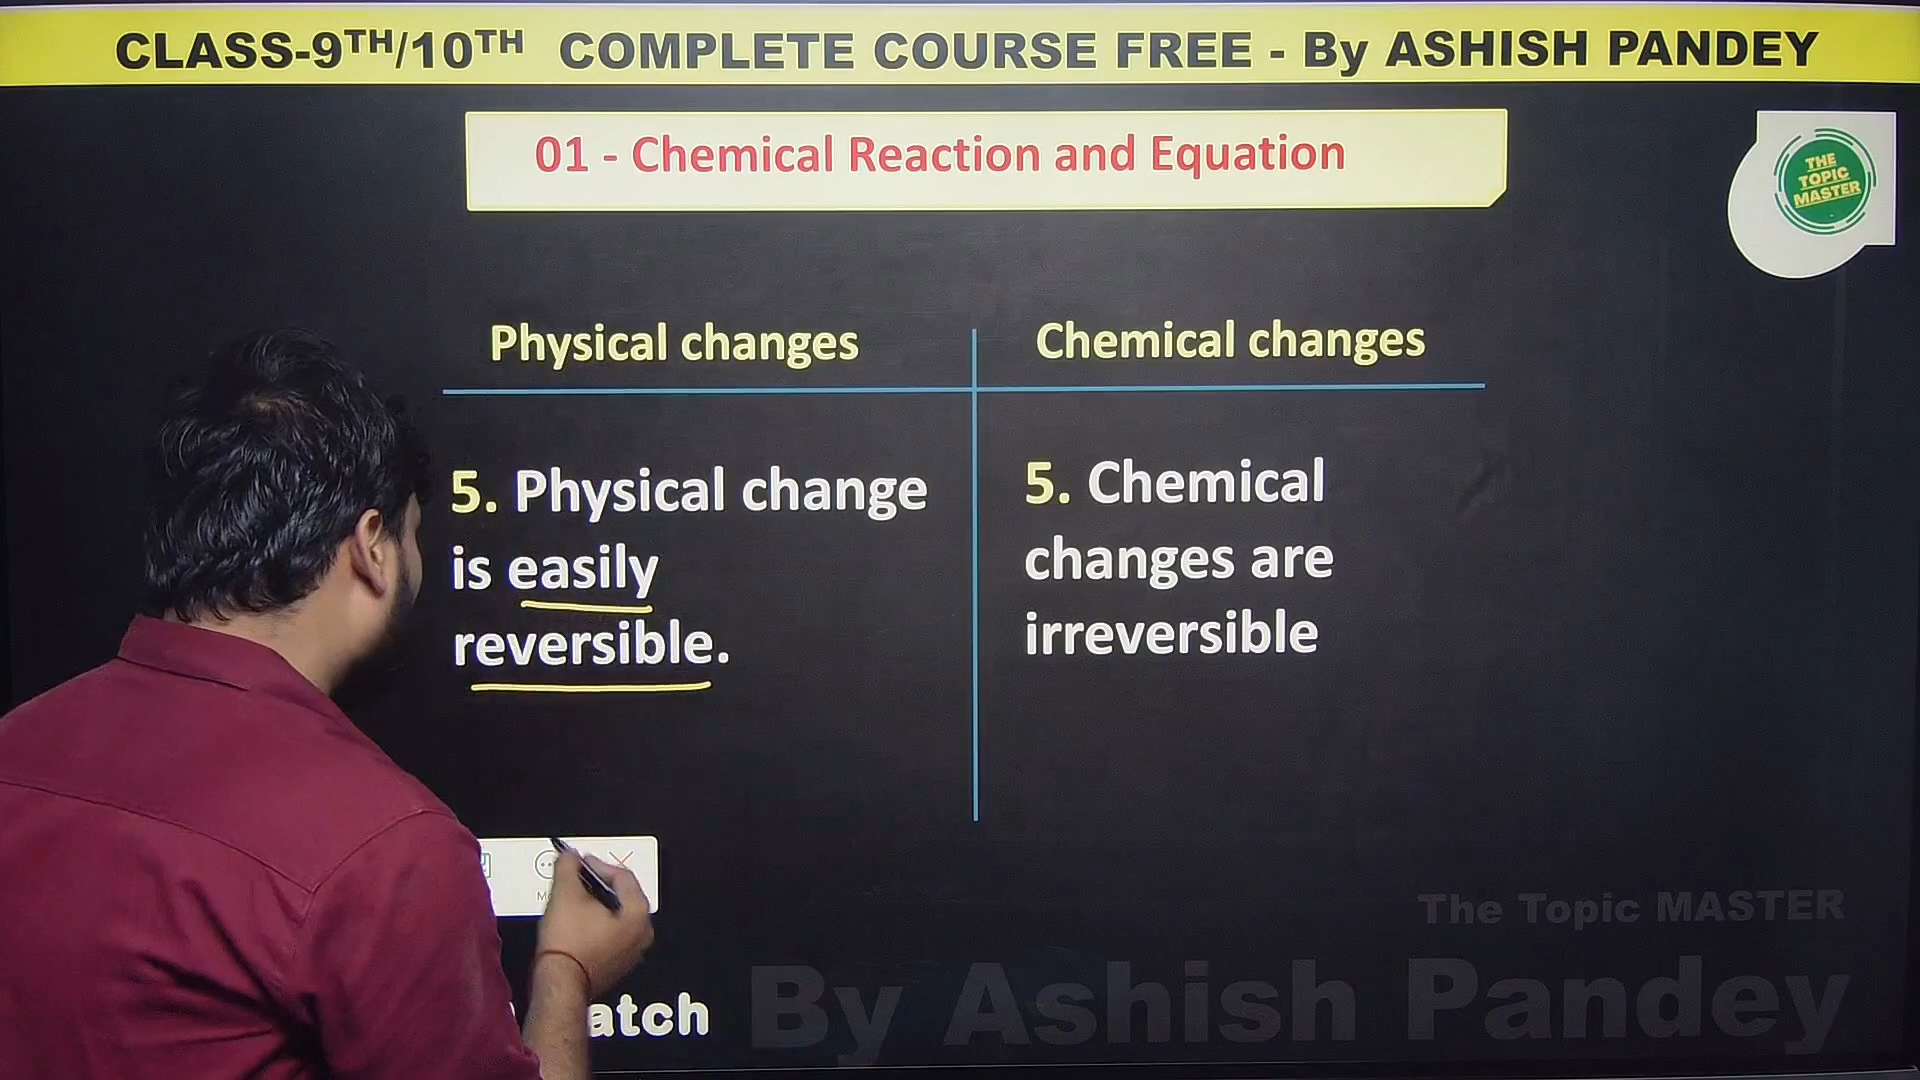 CLASS-9TH/10TH COMPLETE COURSE FREE - By ASHISH PANDEY
01 - Chemical Reaction and Equation
THE
TOPIC
MASTER
Physical changes
Chemical changes
5. Physical change
is easily
reversible.
5. Chemical
changes are
irreversible
The Topic MASTER
By Ashish Pandey